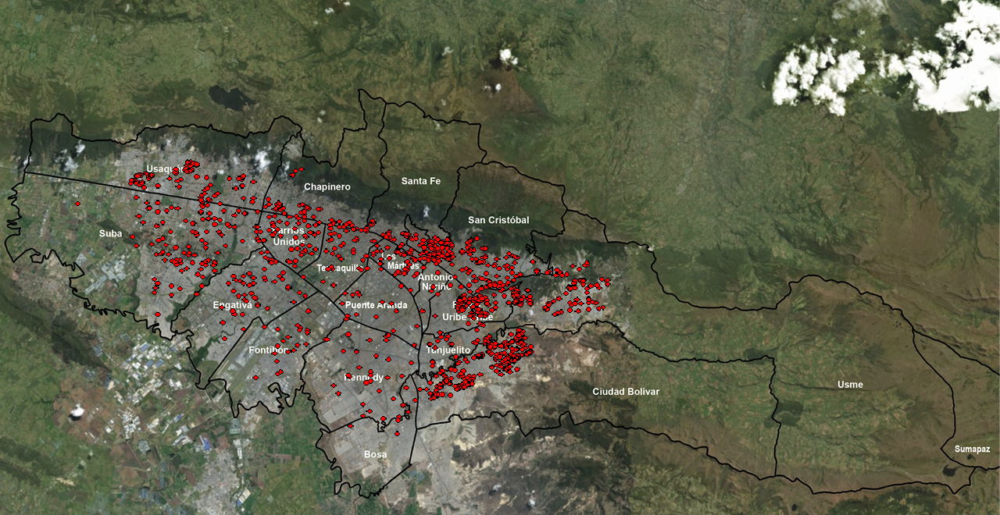 Usaquén
Chapinero
Santa Fe
San Cristóbal
Suba
Barrios
Unidos
Teusaquillo
Los
Mártires
Antonio
Nariño
Engativá
Puente Aranda
Uribe Uribe
Fontibón
Tunjuelito
Kennedy
Ciudad Bolivar
Usme
Bosa
Sumapaz